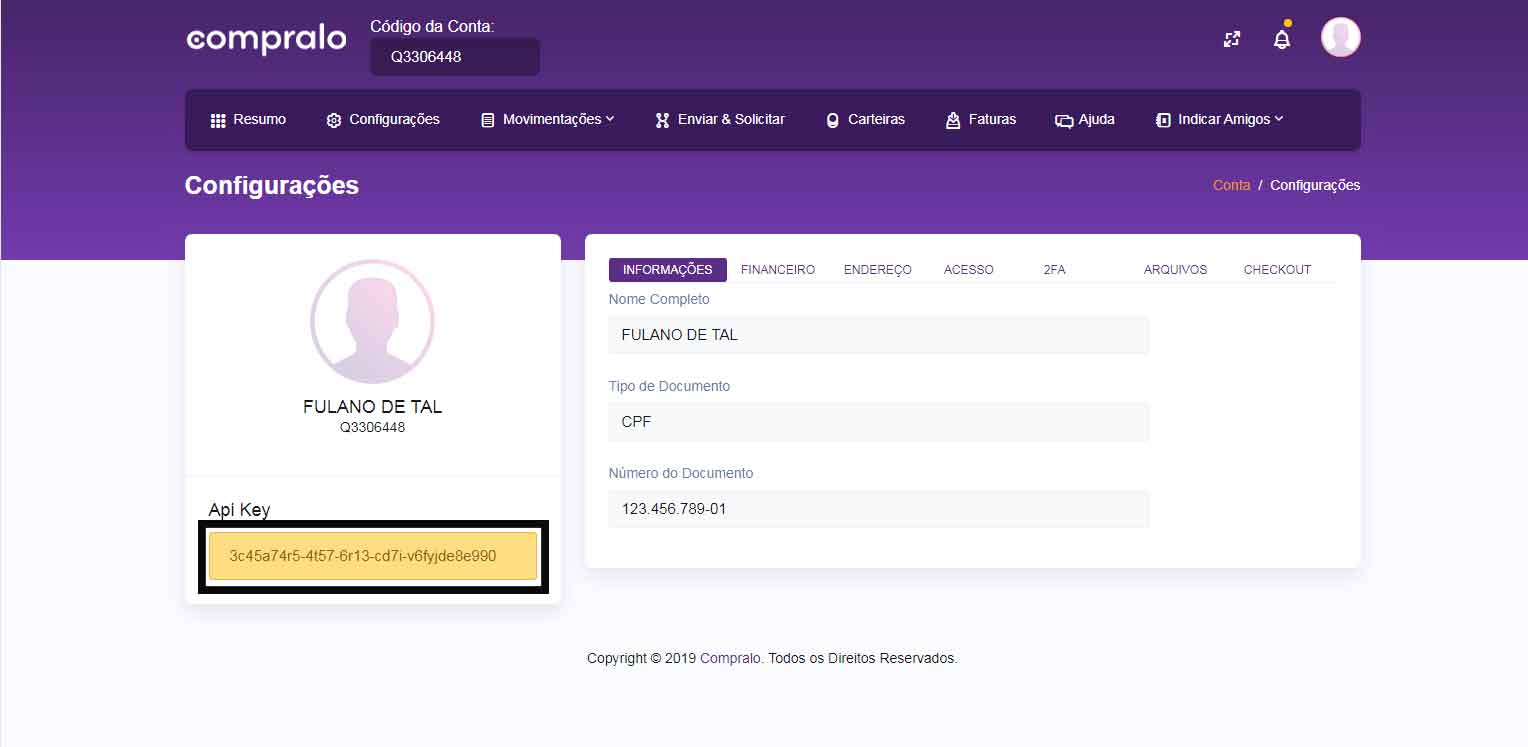 compralo
Código da Conta:
Q3306448
Resumo Configurações Movimentações Enviar & Solicitar Carteiras Faturas Ajuda Indicar Amigos
Configurações
Conta / Configurações
FULANO DE TAL
Q3306448
Api Key
3c45a74r5-4t57-6r13-cd7i-v6fyjde8e990
INFORMAÇÕES FINANCEIRO ENDEREÇO ACESSO 2FA ARQUIVOS CHECKOUT
Nome Completo
FULANO DE TAL
Tipo de Documento
CPF
Número do Documento
123.456.789-01
Copyright © 2019 Compralo. Todos os Direitos Reservados.